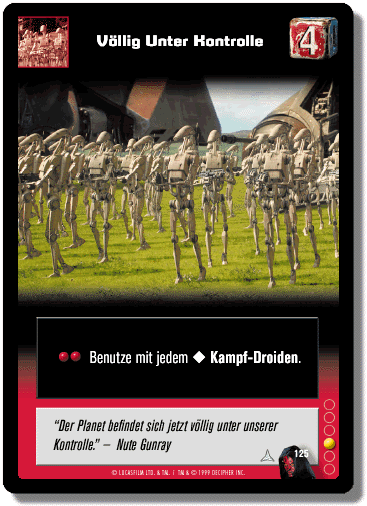 Völlig Unter Kontrolle
4
Benutze mit jedem ◆ Kampf-Droiden.
“Der Planet befindet sich jetzt völlig unter unserer
Kontrolle.” – Nute Gunray
125
© LUCASFILM LTD. & TM. / TM & © 1999 DECIPHER INC.